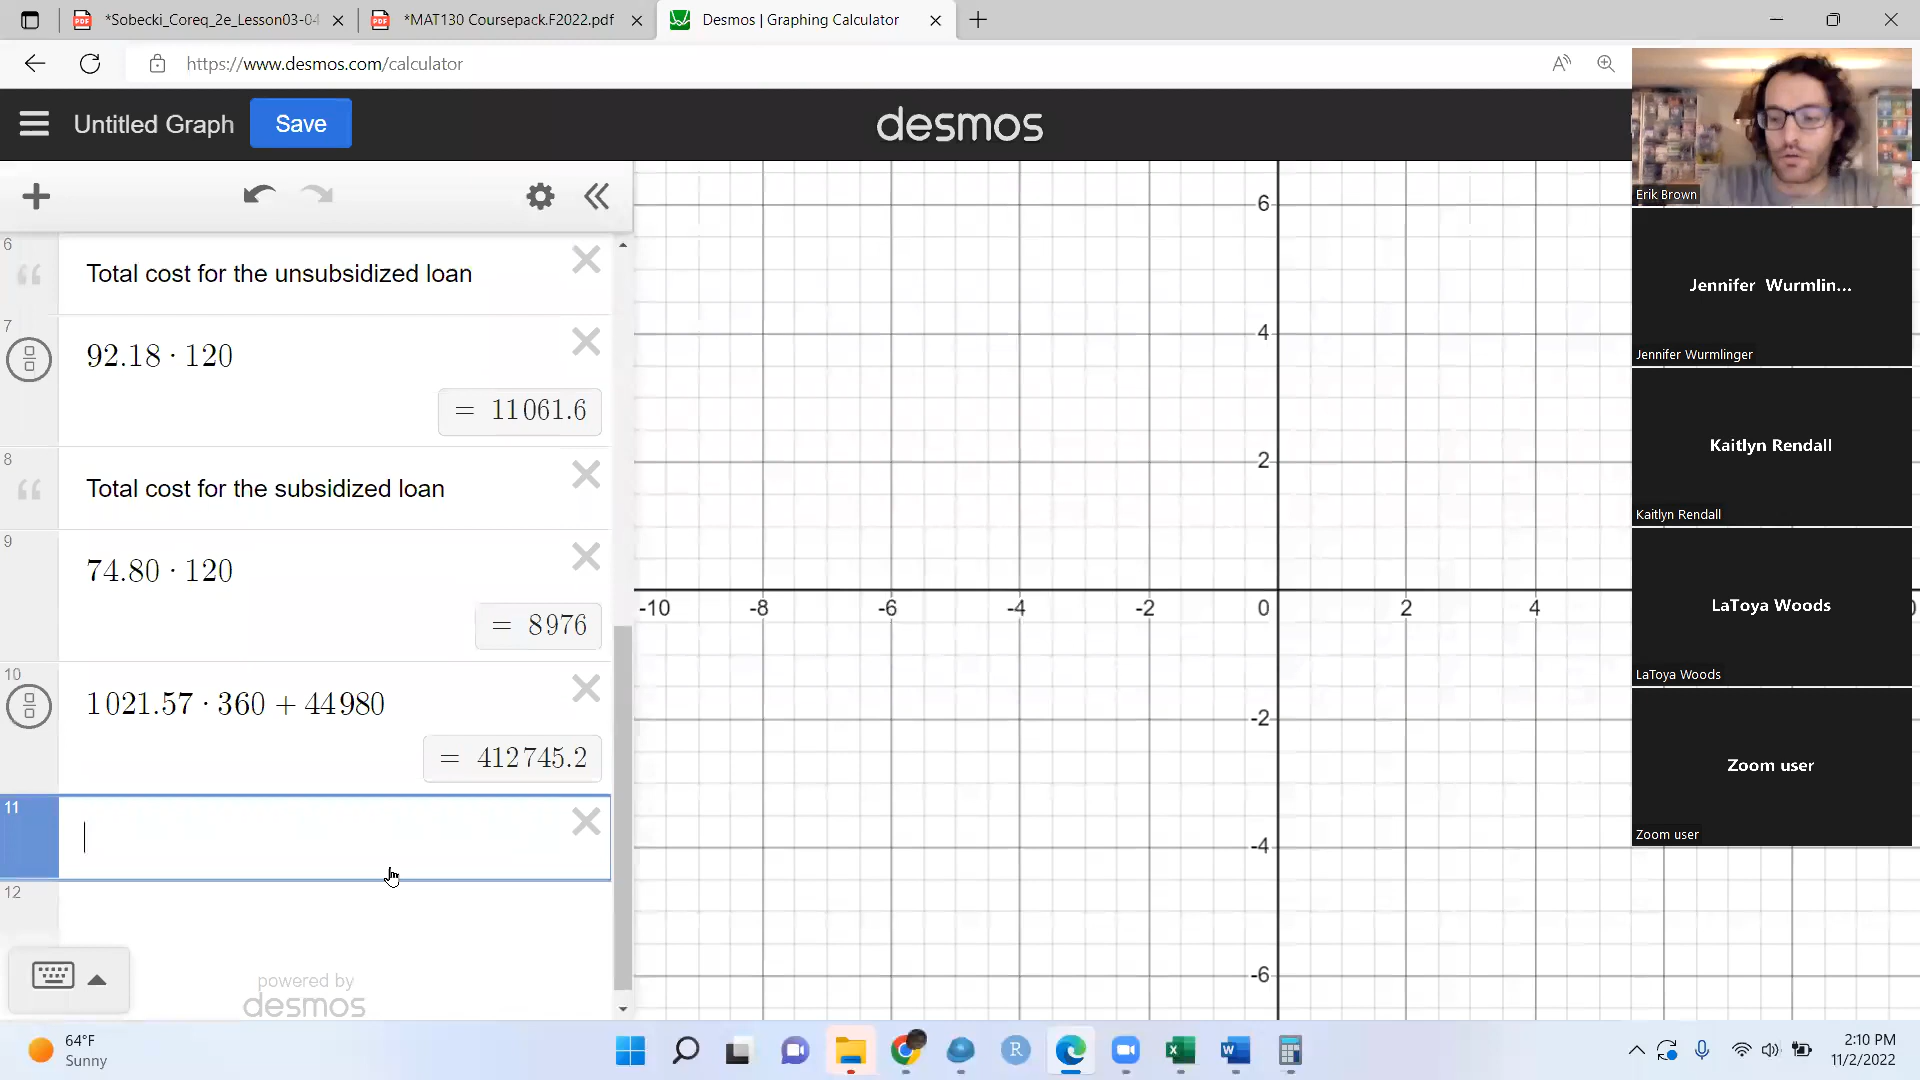 *Sobecki_Coreq_2e_Lesson03-04
*MAT130 Coursepack.F2022.pdf
Desmos | Graphing Calculator
https://www.desmos.com/calculator
Untitled Graph
Save
desmos
6
Total cost for the unsubsidized loan
7
92.18 · 120
= 11061.6
8
Total cost for the subsidized loan
9
74.80 · 120
= 8976
10
1021.57 · 360 + 44980
= 412745.2
11
12
powered by
desmos
6
4
2
-10 -8 -6 -4 -2 0 2 4
-2
-4
-6
Erik Brown
Jennifer Wurmlin...
Jennifer Wurmlinger
Kaitlyn Rendall
Kaitlyn Rendall
LaToya Woods
LaToya Woods
Zoom user
Zoom user
64°F
Sunny
2:10 PM
11/2/2022